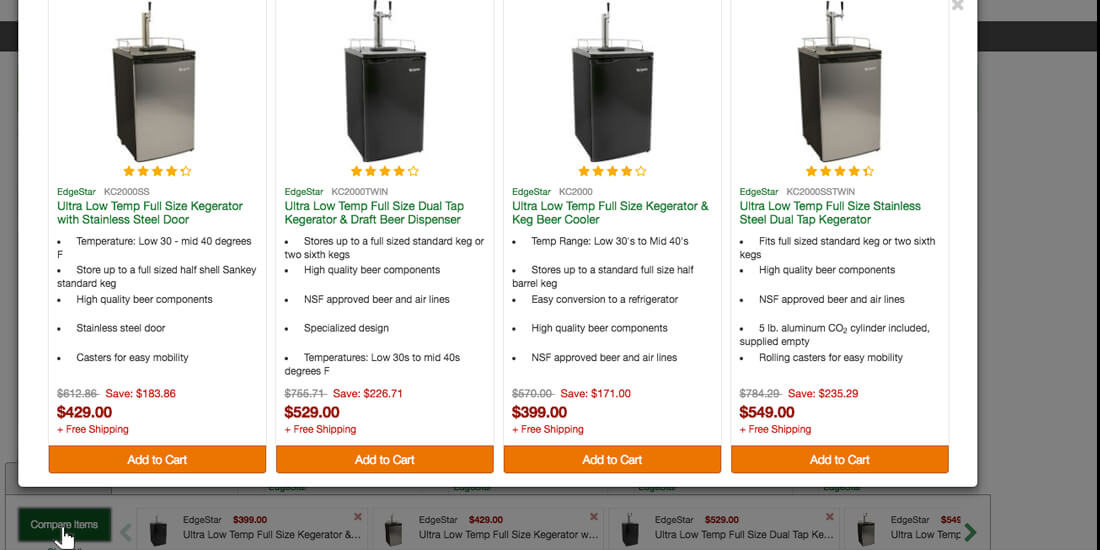 EdgeStar KC2000SS
Ultra Low Temp Full Size Kegerator
with Stainless Steel Door
• Temperature: Low 30 - mid 40 degrees
F
• Store up to a full sized half shell Sankey
standard keg
• High quality beer components
• Stainless steel door
• Casters for easy mobility
$612.86 Save: $183.86
$429.00
+ Free Shipping
Add to Cart
EdgeStar KC2000TWIN
Ultra Low Temp Full Size Dual Tap
Kegerator & Draft Beer Dispenser
• Stores up to a full sized standard keg or
two sixth kegs
• High quality beer components
• NSF approved beer and air lines
• Specialized design
• Temperatures: Low 30s to mid 40s
degrees F
$755.71 Save: $226.71
$529.00
+ Free Shipping
Add to Cart
EdgeStar KC2000
Ultra Low Temp Full Size Kegerator &
Keg Beer Cooler
• Temp Range: Low 30's to Mid 40's
• Stores up to a standard full size half
barrel keg
• Easy conversion to a refrigerator
• High quality beer components
• NSF approved beer and air lines
$570.00 Save: $171.00
$399.00
+ Free Shipping
Add to Cart
EdgeStar KC2000SSTWIN
Ultra Low Temp Full Size Stainless
Steel Dual Tap Kegerator
• Fits full sized standard keg or two sixth
kegs
• High quality beer components
• NSF approved beer and air lines
• 5 lb. aluminum CO2 cylinder included,
supplied empty
• Rolling casters for easy mobility
$784.29 Save: $235.29
$549.00
+ Free Shipping
Add to Cart
EdgeStar EdgeStar EdgeStar EdgeStar
Compare Items
EdgeStar $399.00
Ultra Low Temp Full Size Kegerator &...
EdgeStar $429.00
Ultra Low Temp Full Size Kegerator w...
EdgeStar $529.00
Ultra Low Temp Full Size Dual Tap Ke...
EdgeStar $549
Ultra Low Temp